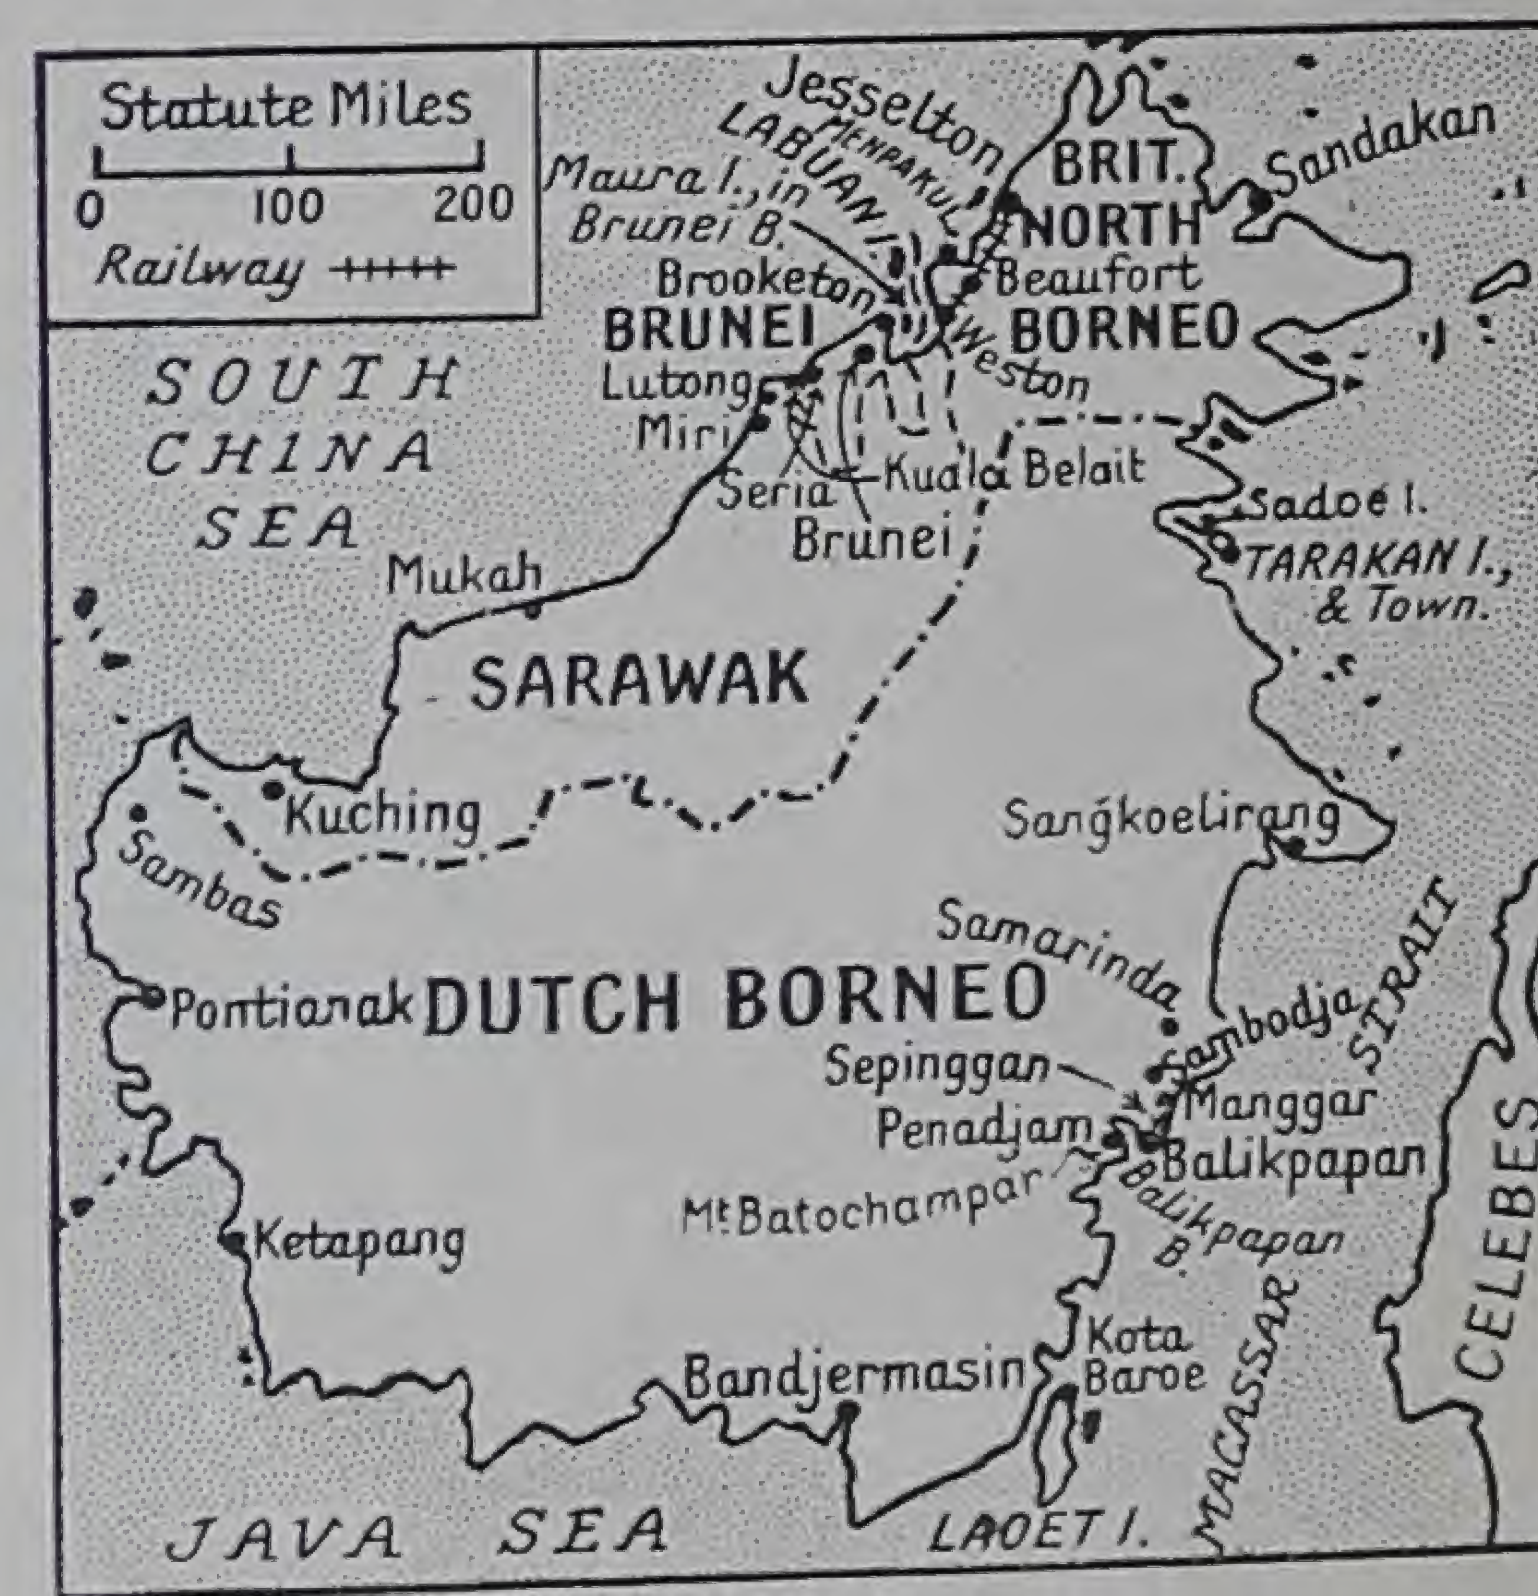 Statute Miles
0 100 200
Railway
Jesselton
LABUAN I.
MENPAKUL
Maura I., in
Brunei B.
Brooketon
BRUNEI
Lutong
Miri
Seria
Kuala Belait
Brunei
Weston
Beaufort
BRIT.
NORTH
BORNEO
Sandakan
SOUTH
CHINA
SEA
Mukah
SARAWAK
Sadoe I.
TARAKAN I.,
& Town.
Kuching
Sambas
Sangkoelirang
Samarinda
Pontianak
DUTCH BORNEO
Sambodja
Sepinggan
Manggar
Penadjam
Balikpapan
Mt. Batochampar
Balikpapan
B.
Ketapang
Kota
Baroe
Bandjermasin
MACASSAR STRAIT
CELEBES
JAVA SEA
LAOET I.